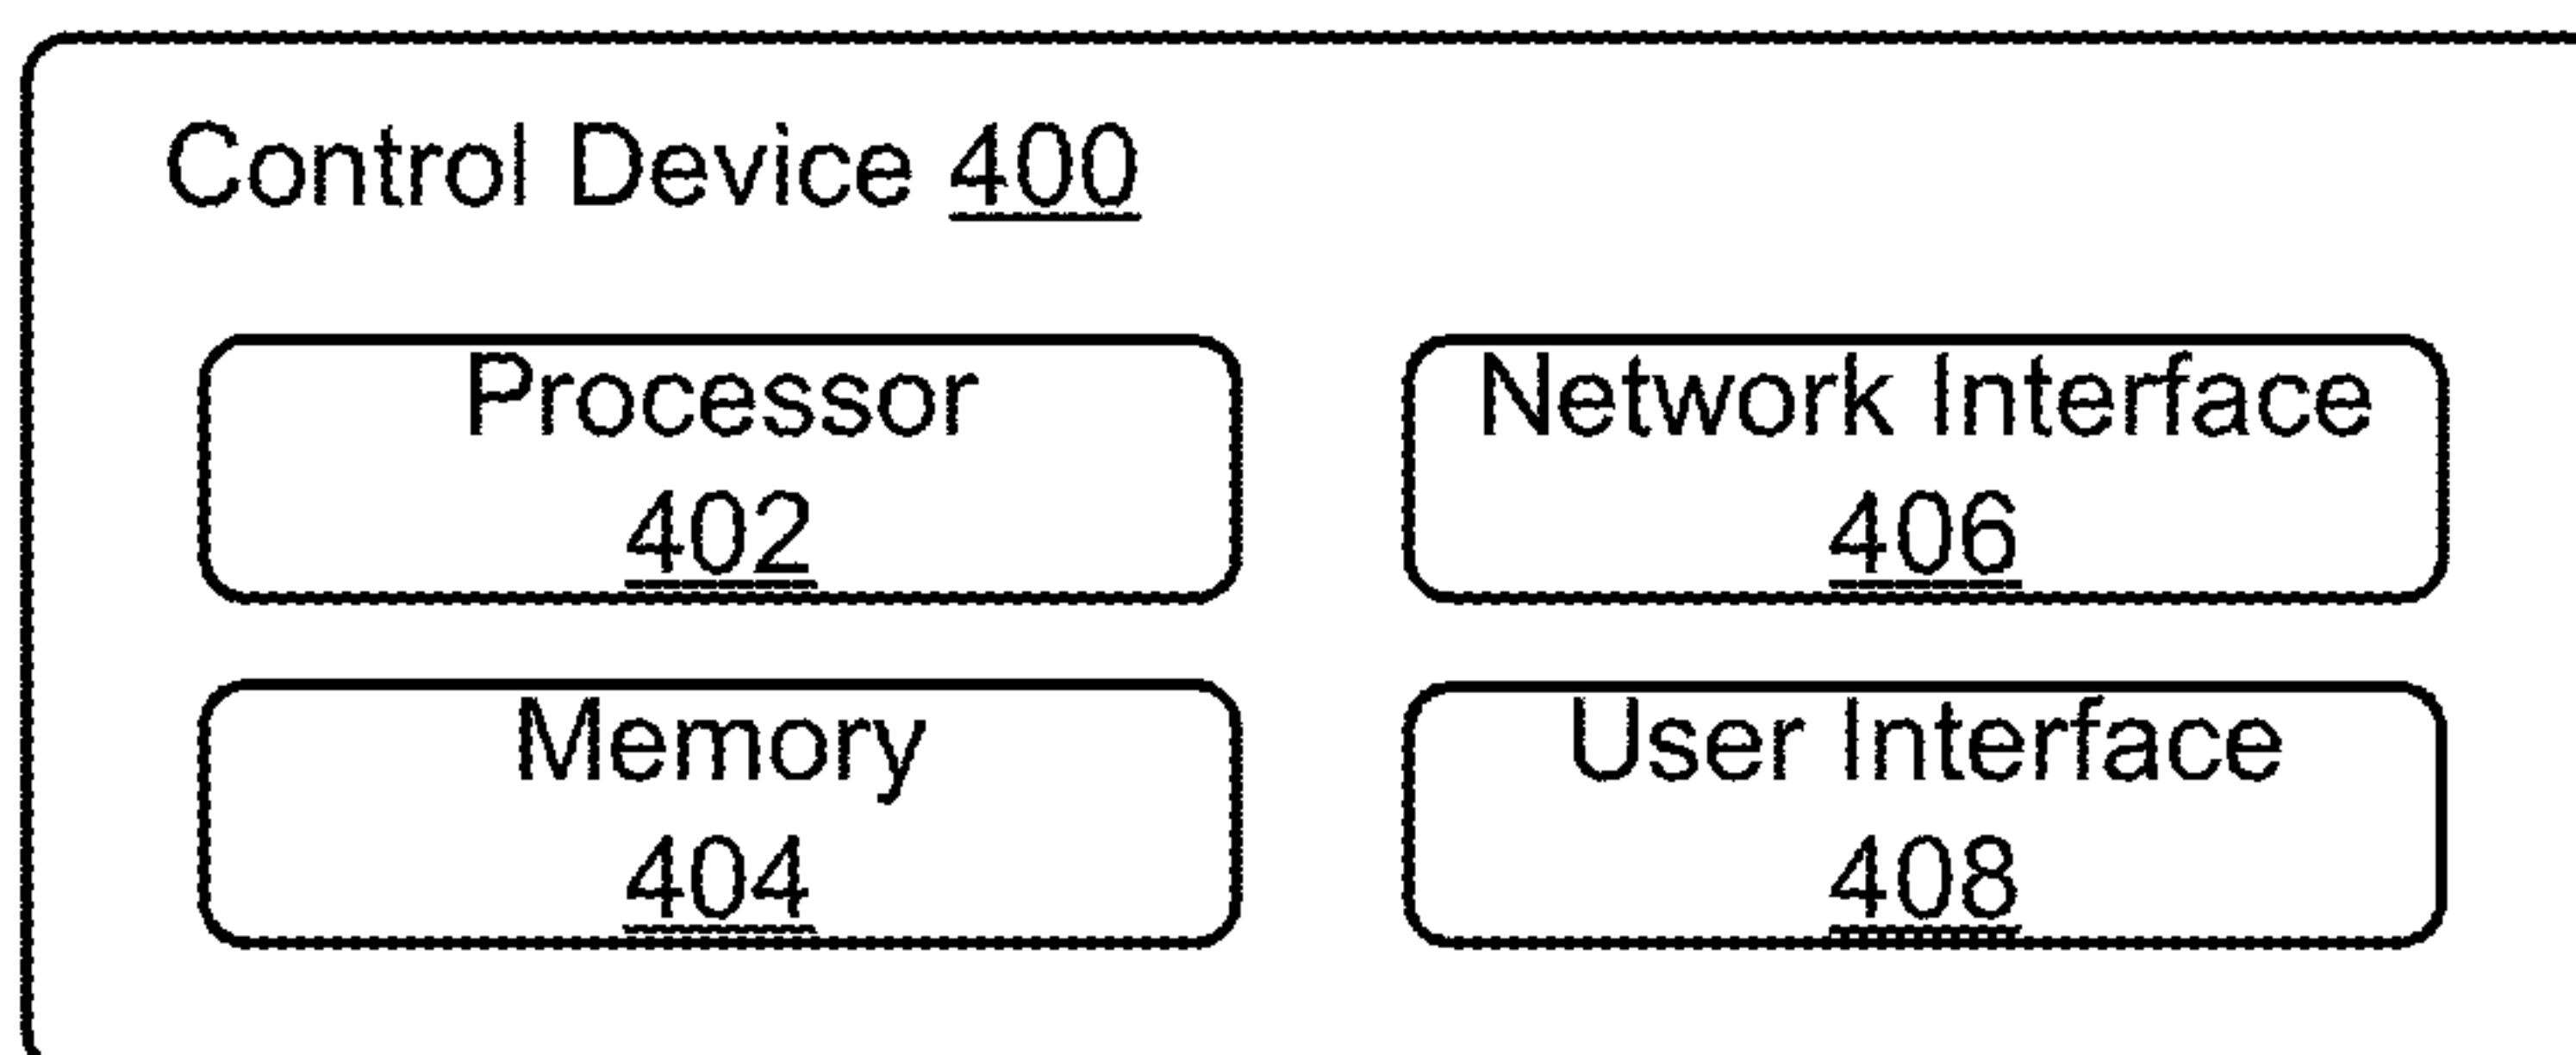 Control Device 400
Processor
402
Network Interface
406
Memory
404
User Interface
408